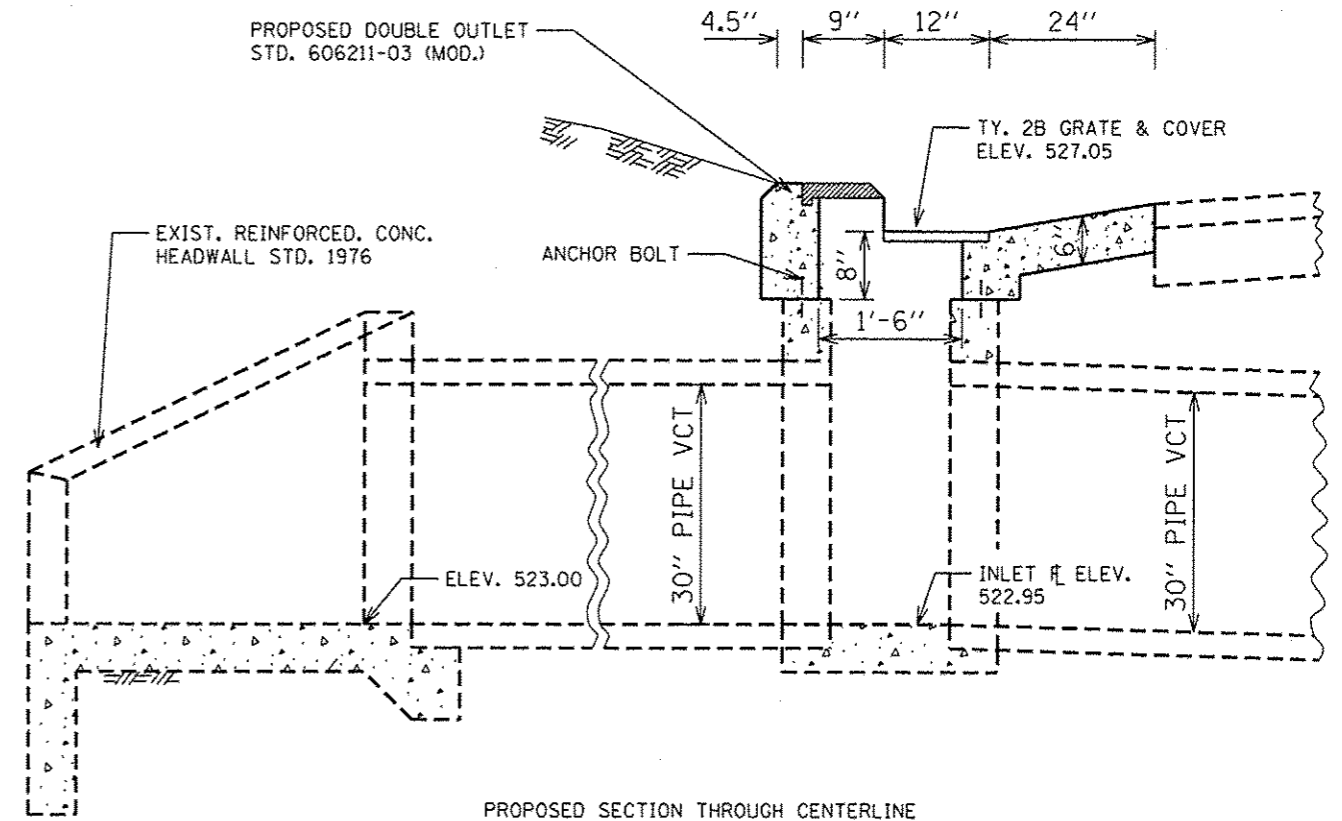 4.5" 9" 12" 24"
PROPOSED DOUBLE OUTLET
STD. 606211-03 (MOD.)
TY. 2B GRATE & COVER
ELEV. 527.05
EXIST. REINFORCED. CONC.
HEADWALL STD. 1976
ANCHOR BOLT
8"
6"
1'-6"
30" PIPE VCT
30" PIPE VCT
ELEV. 523.00
INLET ℄ ELEV.
522.95
PROPOSED SECTION THROUGH CENTERLINE